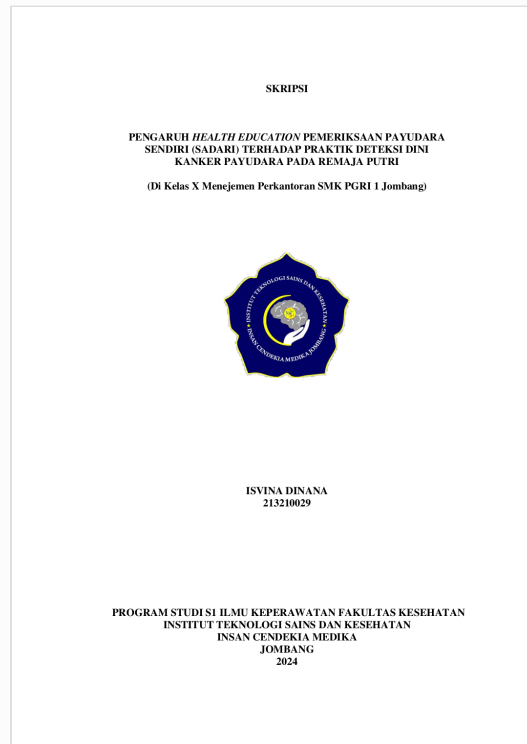 SKRIPSI
PENGARUH HEALTH EDUCATION PEMERIKSAAN PAYUDARA
SENDIRI (SADARI) TERHADAP PRAKTIK DETEKSI DINI
KANKER PAYUDARA PADA REMAJA PUTRI
(Di Kelas X Menejemen Perkantoran SMK PGRI 1 Jombang)
INSTITUT TEKNOLOGI SAINS DAN KESEHATAN
INSAN CENDEKIA MEDIKA JOMBANG
ISVINA DINANA
213210029
PROGRAM STUDI S1 ILMU KEPERAWATAN FAKULTAS KESEHATAN
INSTITUT TEKNOLOGI SAINS DAN KESEHATAN
INSAN CENDEKIA MEDIKA
JOMBANG
2024